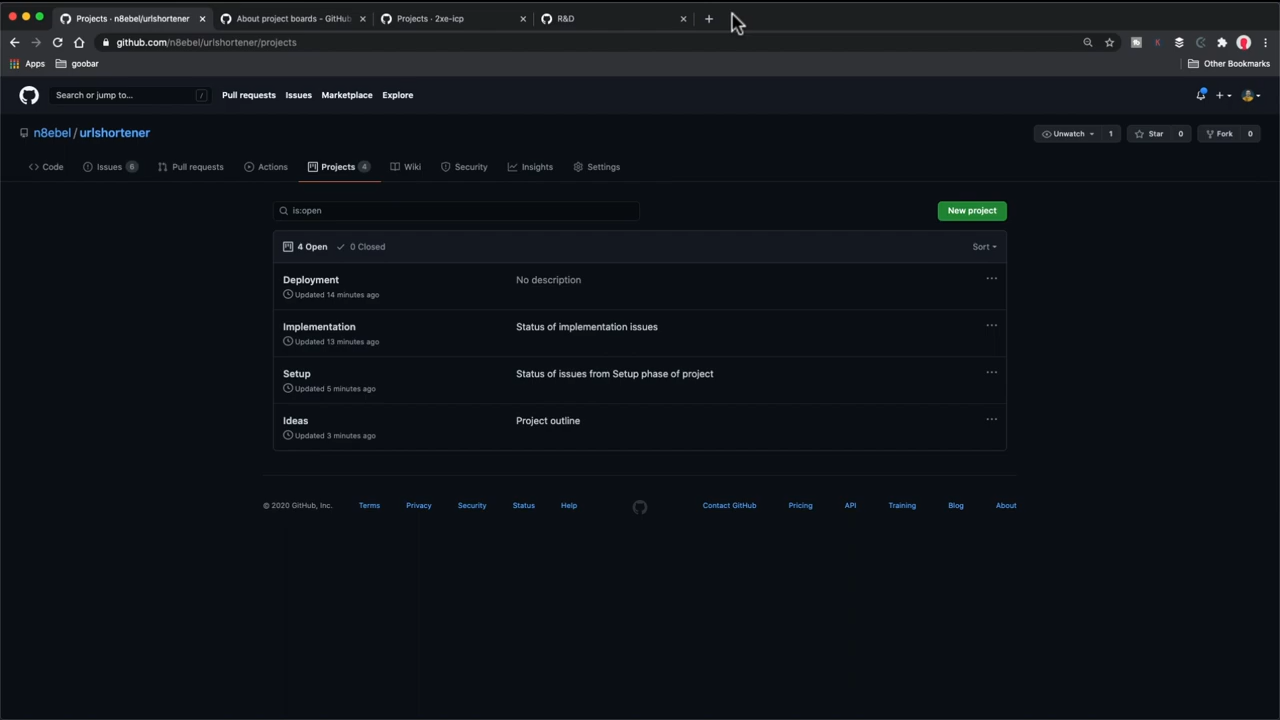 Projects · n8ebel/urlshortener
About project boards - GitHub
Projects · 2xe-icp
R&D
github.com/n8ebel/urlshortener/projects
Apps
goobar
Other Bookmarks
Search or jump to...
/
Pull requests
Issues
Marketplace
Explore
n8ebel / urlshortener
Unwatch
1
Star
0
Fork
0
Code
Issues 6
Pull requests
Actions
Projects 4
Wiki
Security
Insights
Settings
is:open
New project
4 Open
0 Closed
Sort
Deployment
No description
Updated 14 minutes ago
Implementation
Status of implementation issues
Updated 13 minutes ago
Setup
Status of issues from Setup phase of project
Updated 5 minutes ago
Ideas
Project outline
Updated 3 minutes ago
© 2020 GitHub, Inc.
Terms
Privacy
Security
Status
Help
Contact GitHub
Pricing
API
Training
Blog
About